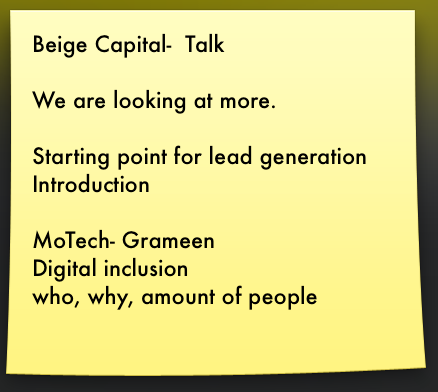 Beige Capital-  Talk
We are looking at more.
Starting point for lead generation
Introduction
MoTech- Grameen
Digital inclusion
who, why, amount of people